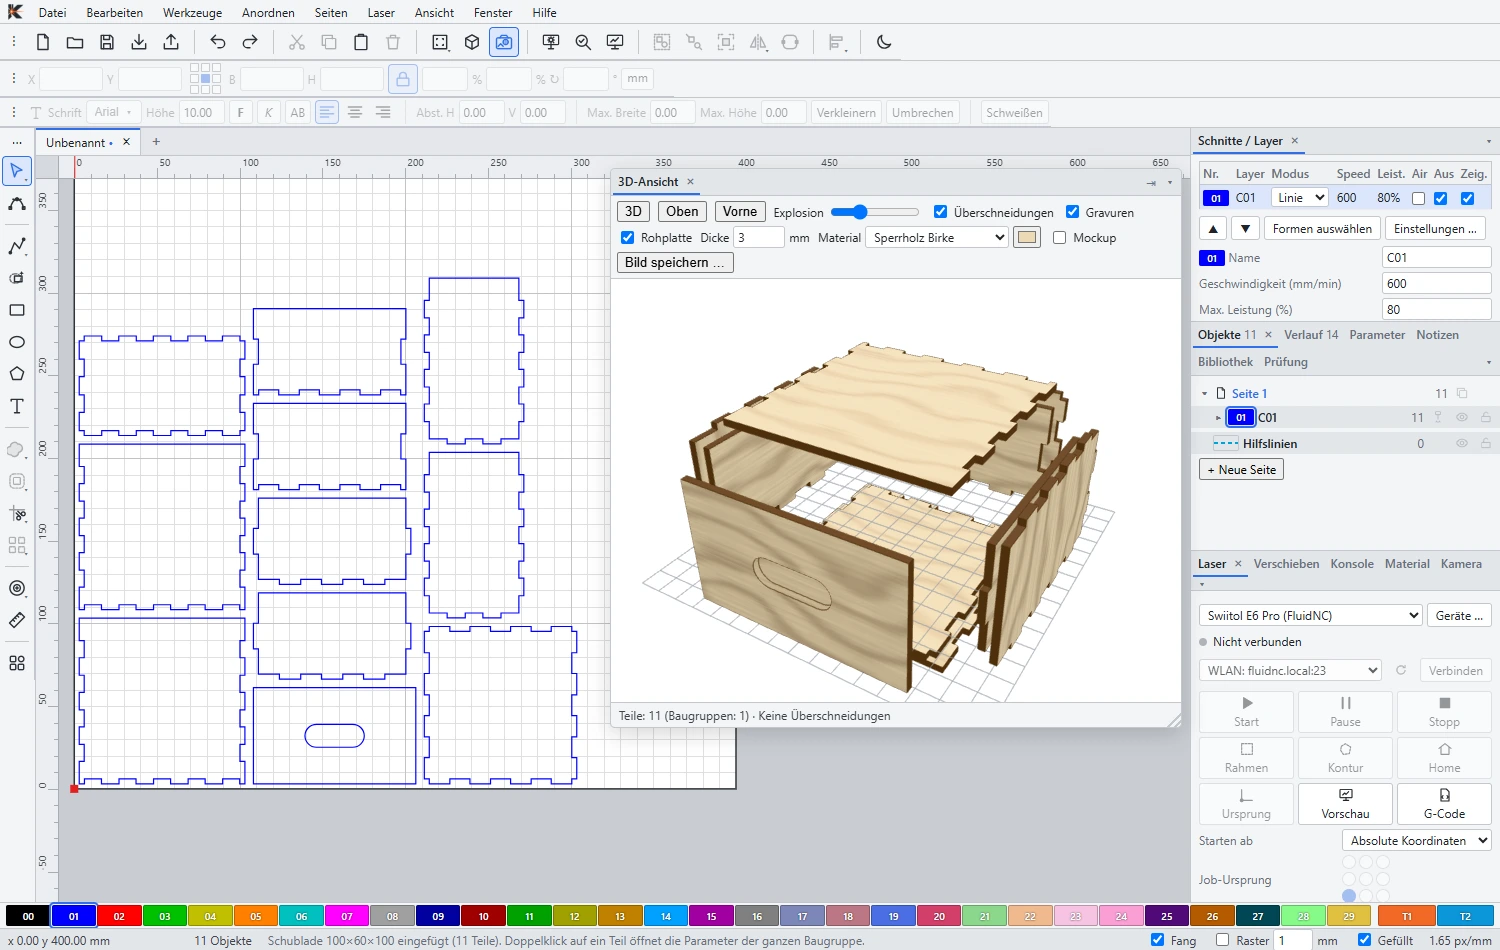 Datei Bearbeiten Werkzeuge Anordnen Seiten Laser Ansicht Fenster Hilfe
X Y B H % % ° mm
Schrift Arial Höhe 10.00 F K AB Abst. H 0.00 V 0.00 Max. Breite 0.00 Max. Höhe 0.00 Verkleinern Umbrechen Schweißen
Unbenannt • × +
0 50 100 150 200 250 300 350 400 450 500 550 600 650
350
300
250
200
150
100
50
0
-50
3D-Ansicht ×
3D Oben Vorne Explosion Überschneidungen Gravuren
Rohplatte Dicke 3 mm Material Sperrholz Birke Mockup
Bild speichern ...
Teile: 11 (Baugruppen: 1) · Keine Überschneidungen
Schnitte / Layer ×
Nr. Layer Modus Speed Leist. Air Aus Zeig.
01 C01 Linie 600 80%
▲ ▼ Formen auswählen Einstellungen ...
01 Name C01
Geschwindigkeit (mm/min) 600
Max. Leistung (%) 80
Objekte 11 × Verlauf 14 Parameter Notizen
Bibliothek Prüfung
Seite 1 11
01 C01 11
Hilfslinien 0
+ Neue Seite
Laser × Verschieben Konsole Material Kamera
Swiitol E6 Pro (FluidNC) Geräte ...
Nicht verbunden
WLAN: fluidnc.local:23 Verbinden
Start Pause Stopp
Rahmen Kontur Home
Ursprung Vorschau G-Code
Starten ab Absolute Koordinaten
Job-Ursprung
00 01 02 03 04 05 06 07 08 09 10 11 12 13 14 15 16 17 18 19 20 21 22 23 24 25 26 27 28 29 T1 T2
x 0.00 y 400.00 mm 11 Objekte Schublade 100×60×100 eingefügt (11 Teile). Doppelklick auf ein Teil öffnet die Parameter der ganzen Baugruppe. Fang Raster 1 mm Gefüllt 1.65 px/mm